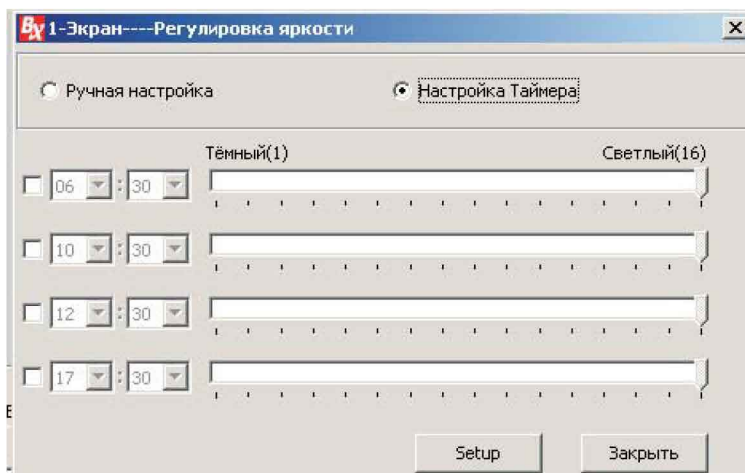 BX 1-Экран----Регулировка яркости
Ручная настройка
Настройка Таймера
Тёмный(1) Светлый(16)
06 : 30
10 : 30
12 : 30
17 : 30
Setup Закрыть